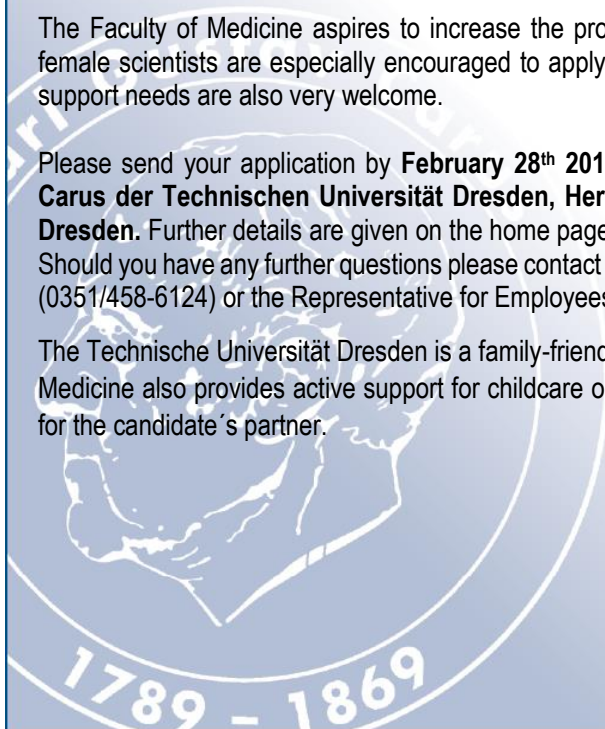 The Faculty of Medicine aspires to increase the pro
female scientists are especially encouraged to apply
support needs are also very welcome.
Please send your application by February 28th 201
Carus der Technischen Universität Dresden, Her
Dresden. Further details are given on the home page
Should you have any further questions please contact
(0351/458-6124) or the Representative for Employees
The Technische Universität Dresden is a family-friend
Medicine also provides active support for childcare o
for the candidate´s partner.
1789 – 1869